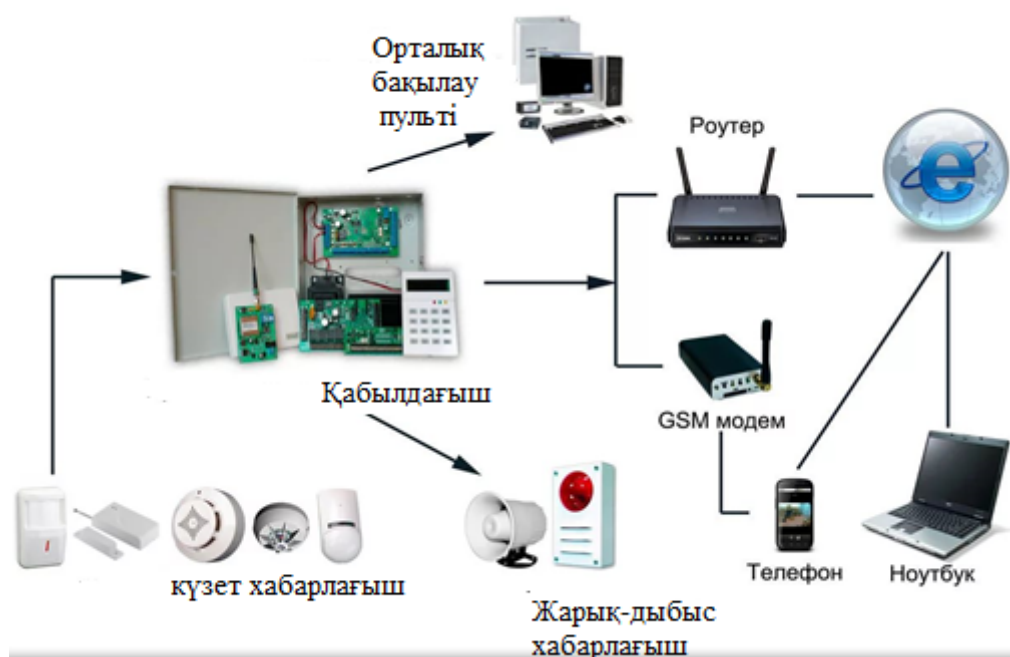 Орталық
бақылау
пульті
Роутер
Қабылдағыш
GSM модем
күзет хабарлағыш
Жарық-дыбыс
хабарлағыш
Телефон
Ноутбук